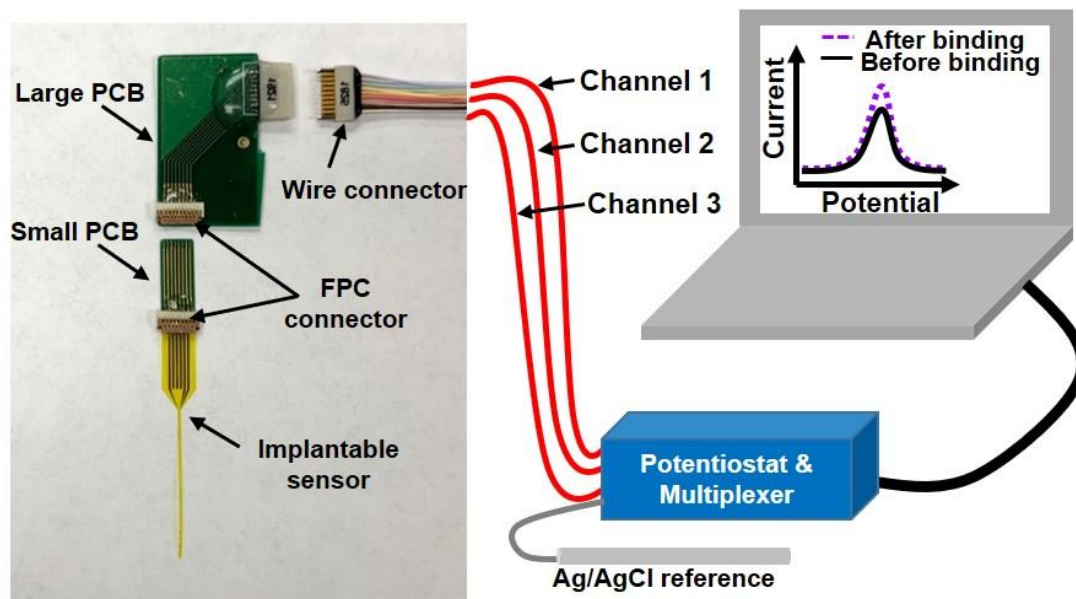 Large PCB
Small PCB
Wire connector
FPC
connector
Implantable
sensor
Channel 1
Channel 2
Channel 3
After binding
Before binding
Current
Potential
Potentiostat &
Multiplexer
Ag/AgCl reference